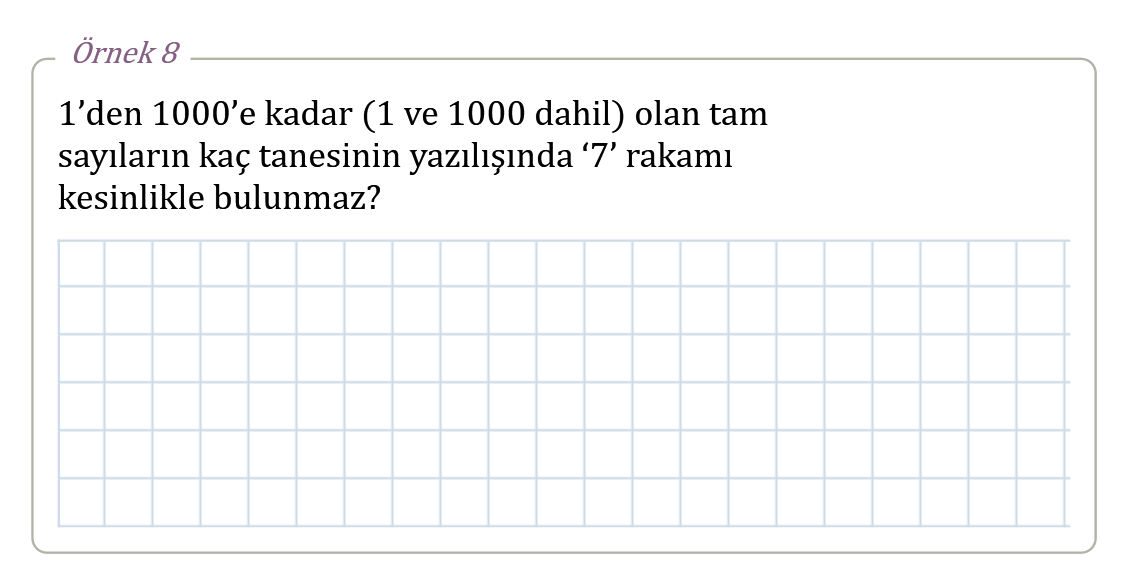 Örnek 8
1’den 1000’e kadar (1 ve 1000 dahil) olan tam
sayıların kaç tanesinin yazılışında ‘7’ rakamı
kesinlikle bulunmaz?